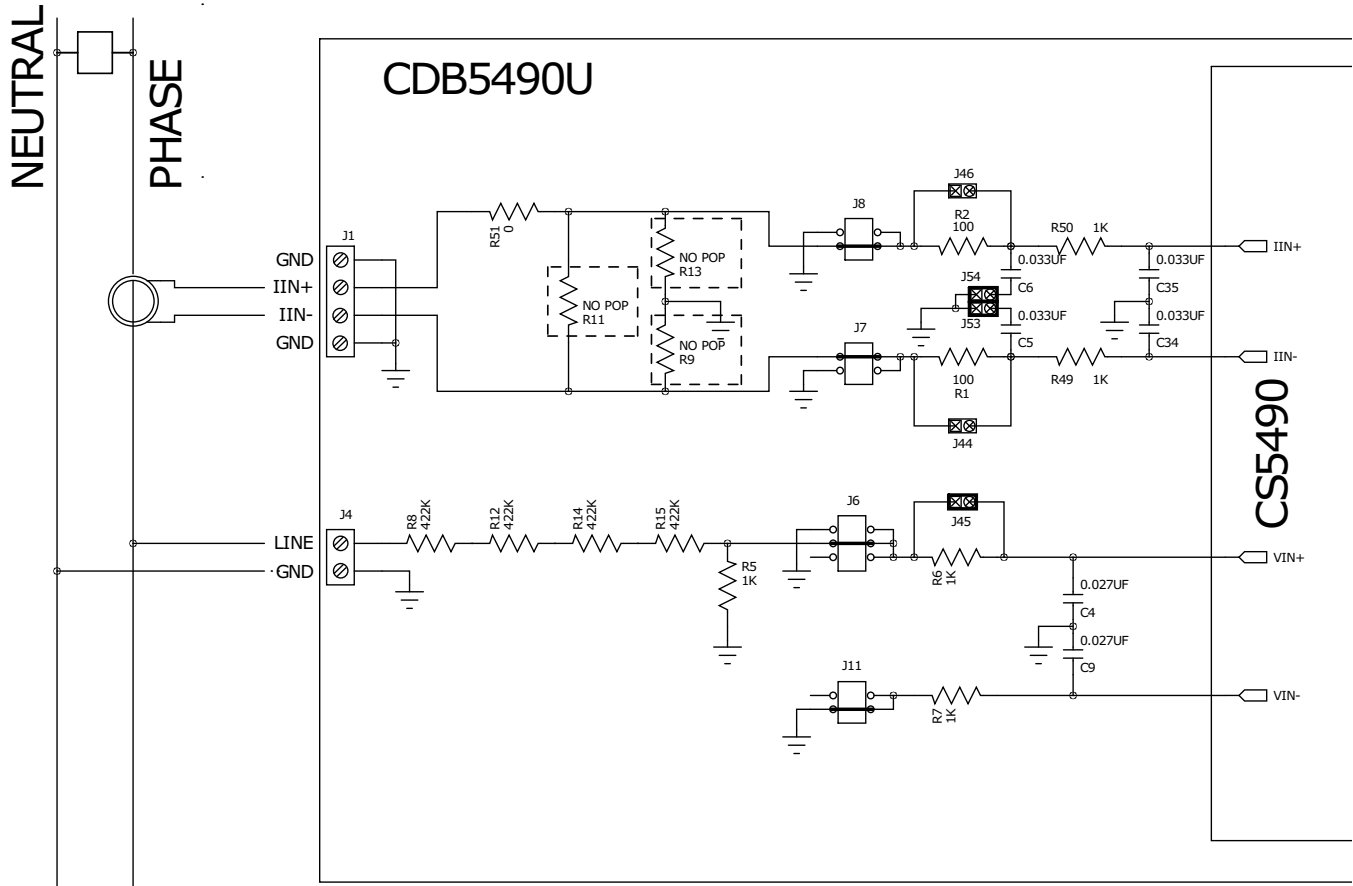 NEUTRAL
PHASE
CDB5490U
J46
R2
100
J8
R51
0
R50 1K
J1
GND
IIN+
IIN-
GND
NO POP
R13
NO POP
R11
NO POP
R9
0.033UF
C6
J54
J53
0.033UF
C5
0.033UF
C35
0.033UF
C34
IIN+
IIN-
J7
100
R1
R49 1K
J44
CS5490
J4
LINE
GND
R8
422K
R12
422K
R14
422K
R15
422K
R5
1K
J6
J45
R6
1K
VIN+
0.027UF
C4
0.027UF
C9
J11
R7
1K
VIN-